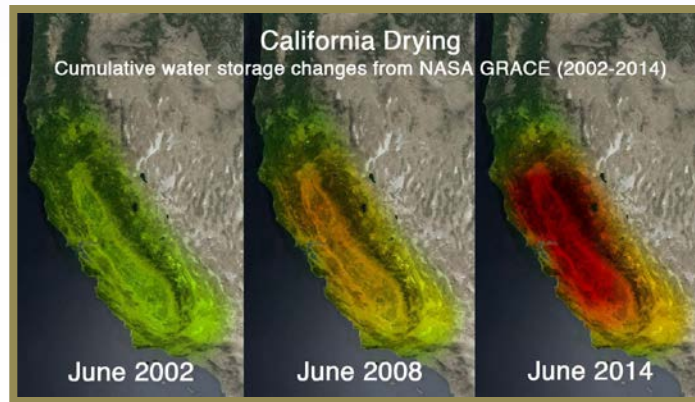 California Drying
Cumulative water storage changes from NASA GRACE (2002-2014)
June 2002
June 2008
June 2014